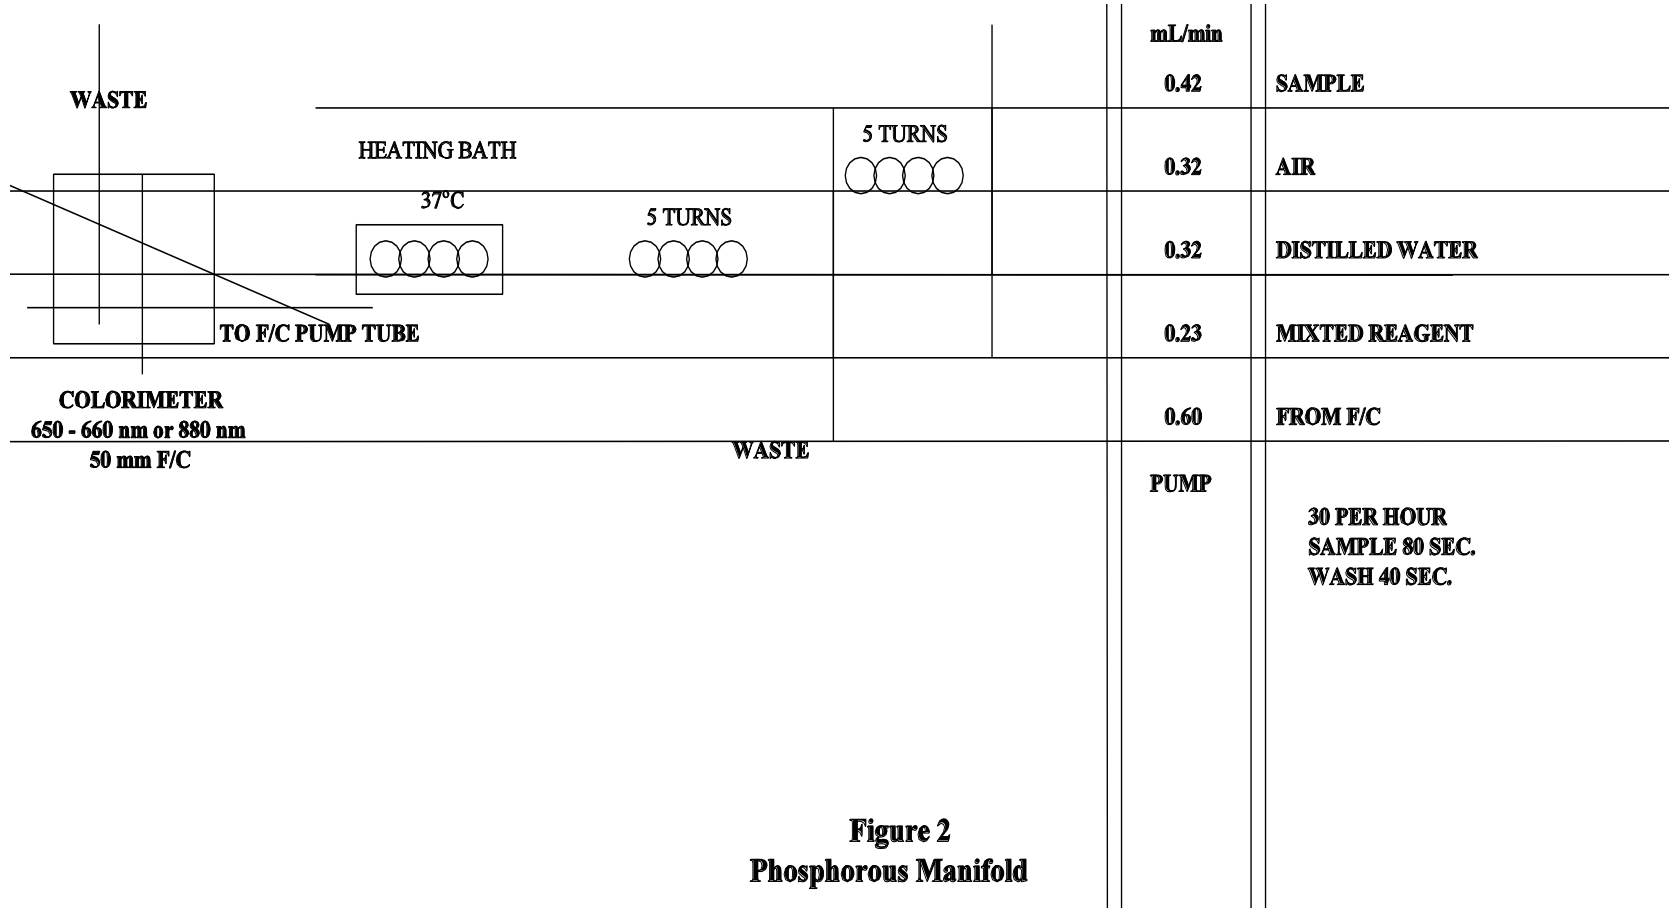 mL/min
0.42 SAMPLE
WASTE
5 TURNS
HEATING BATH
0.32 AIR
37°C
5 TURNS
0.32 DISTILLED WATER
TO F/C PUMP TUBE
0.23 MIXTED REAGENT
COLORIMETER
650 - 660 nm or 880 nm
50 mm F/C
0.60 FROM F/C
WASTE
PUMP
30 PER HOUR
SAMPLE 80 SEC.
WASH 40 SEC.
Figure 2
Phosphorous Manifold